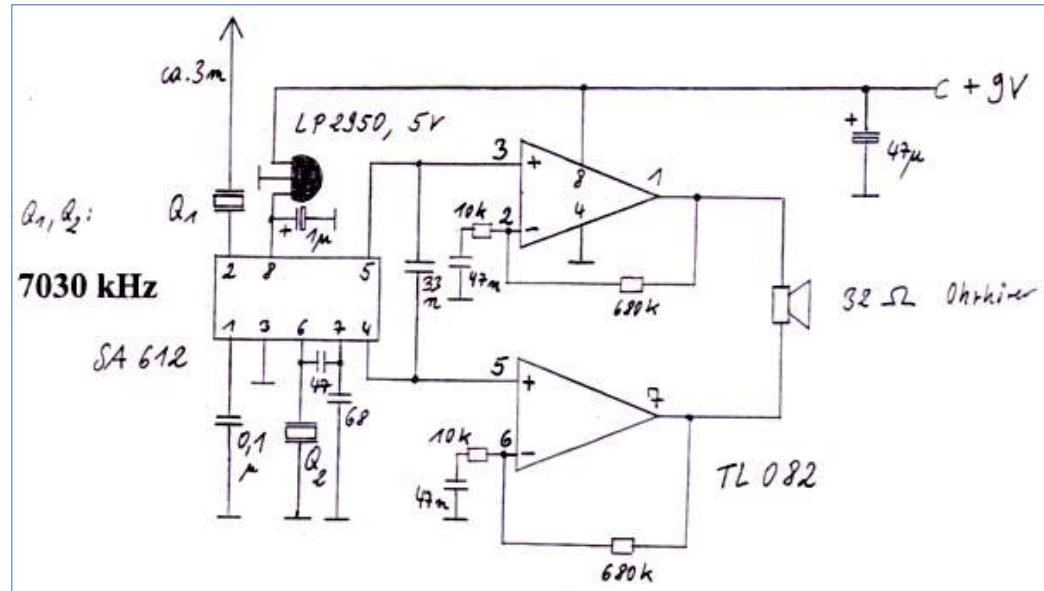 ca. 3m
C + 9V
LP2950, 5V
+
47µ
Q1, Q2:
Q1
+
1µ
3
+
8
1
10k
2
-
4
47n
680k
2
8
5
7030 kHz
33
n
32 Ω Ohrhörer
1
3
6
7
4
SA 612
47
68
0,1
µ
Q2
5
+
7
10k
6
-
TL 082
47n
680k